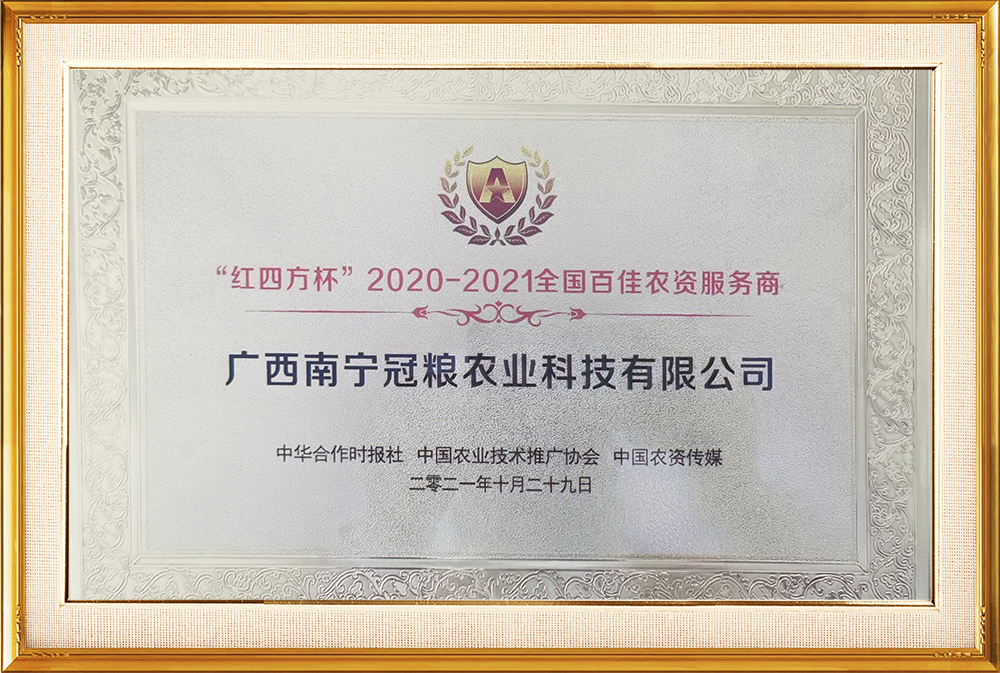 “红四方杯”2020-2021全国百佳农资服务商
广西南宁冠粮农业科技有限公司
中华合作时报社 中国农业技术推广协会 中国农资传媒
二零二一年十月二十九日